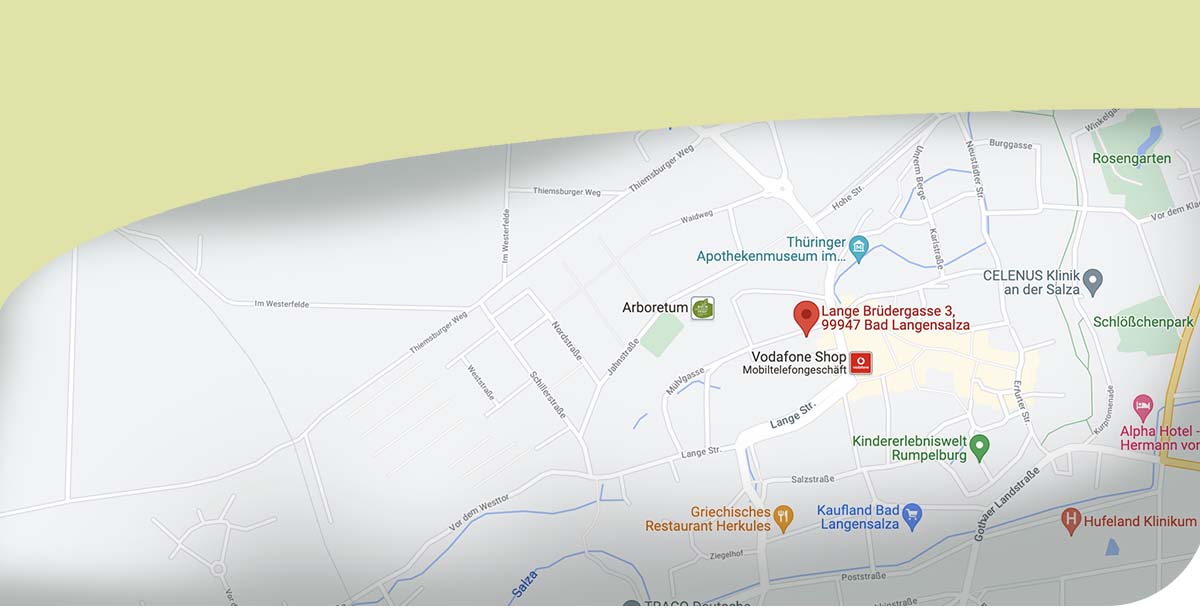 Winkelga
Burggasse
Rosengarten
Thiemsburger Weg
Thiemsburger Weg
Unterm Berge
Neustädter Str.
Hohe Str.
Waidweg
Vor dem Kla
Im Westerfelde
Karlstraße
Thüringer
Apothekenmuseum im...
CELENUS Klinik
an der Salza
Im Westerfelde
Arboretum
Lange Brüdergasse 3,
99947 Bad Langensalza
Thiemsburger Weg
Schlößchenpark
Nordstraße
Jahnstraße
Vodafone Shop
Mobiltelefongeschäft
vodafone
Weststraße
Schillerstraße
Mühlgasse
Erfurter Str.
Kurpromenade
Lange Str.
Alpha Hotel -
Hermann von
Kindererlebniswelt
Rumpelburg
Lange Str.
Salzstraße
Gothaer Landstraße
Vor dem Westtor
Griechisches
Restaurant Herkules
Kaufland Bad
Langensalza
H
Hufeland Klinikum
Ziegelhof
Salza
Poststraße
Vor d
TRACO Deutsche